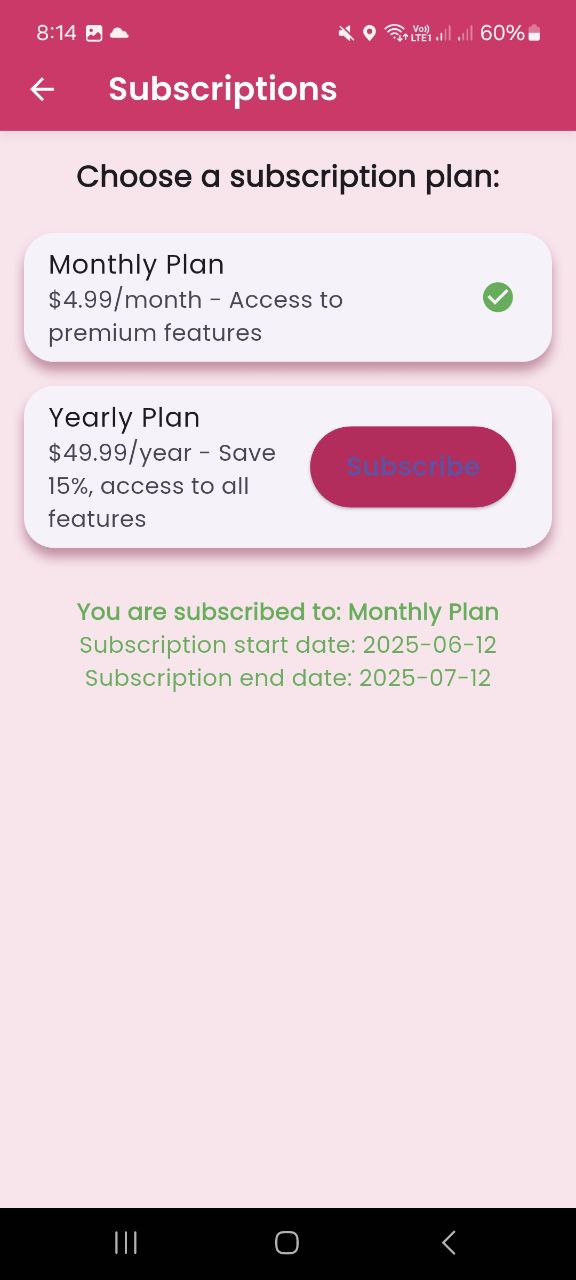 8:14
Vo))
LTE1
60%
Subscriptions
Choose a subscription plan:
Monthly Plan
$4.99/month - Access to
premium features
Yearly Plan
$49.99/year - Save
15%, access to all
features
Subscribe
You are subscribed to: Monthly Plan
Subscription start date: 2025-06-12
Subscription end date: 2025-07-12